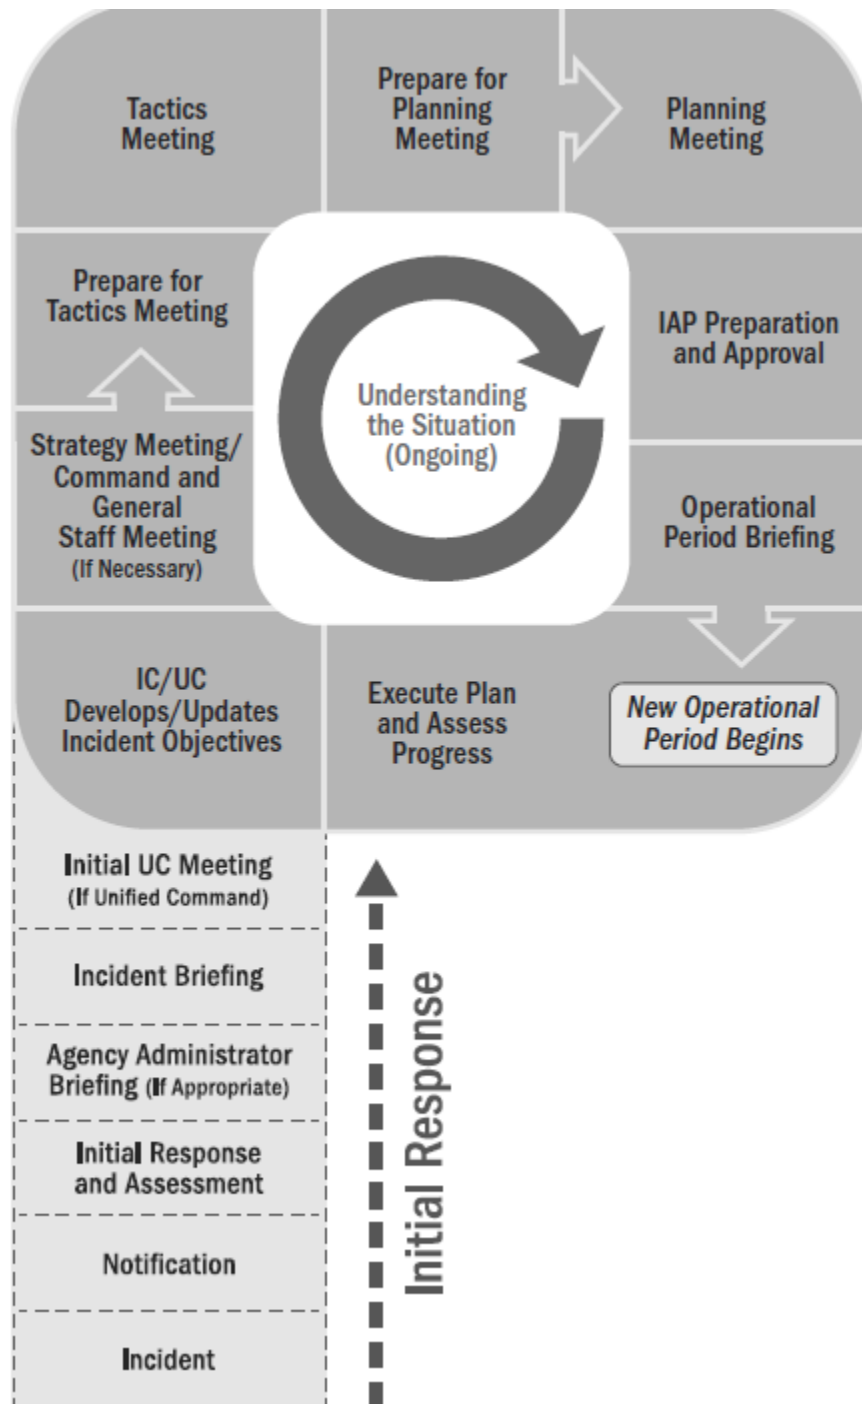 Tactics
Meeting
Prepare for
Planning
Meeting
Planning
Meeting
Prepare for
Tactics Meeting
IAP Preparation
and Approval
Understanding
the Situation
(Ongoing)
Strategy Meeting/
Command and
General
Staff Meeting
(If Necessary)
Operational
Period Briefing
IC/UC
Develops/Updates
Incident Objectives
Execute Plan
and Assess
Progress
New Operational
Period Begins
Initial UC Meeting
(If Unified Command)
Incident Briefing
Agency Administrator
Briefing (If Appropriate)
Initial Response
and Assessment
Notification
Incident
Initial Response